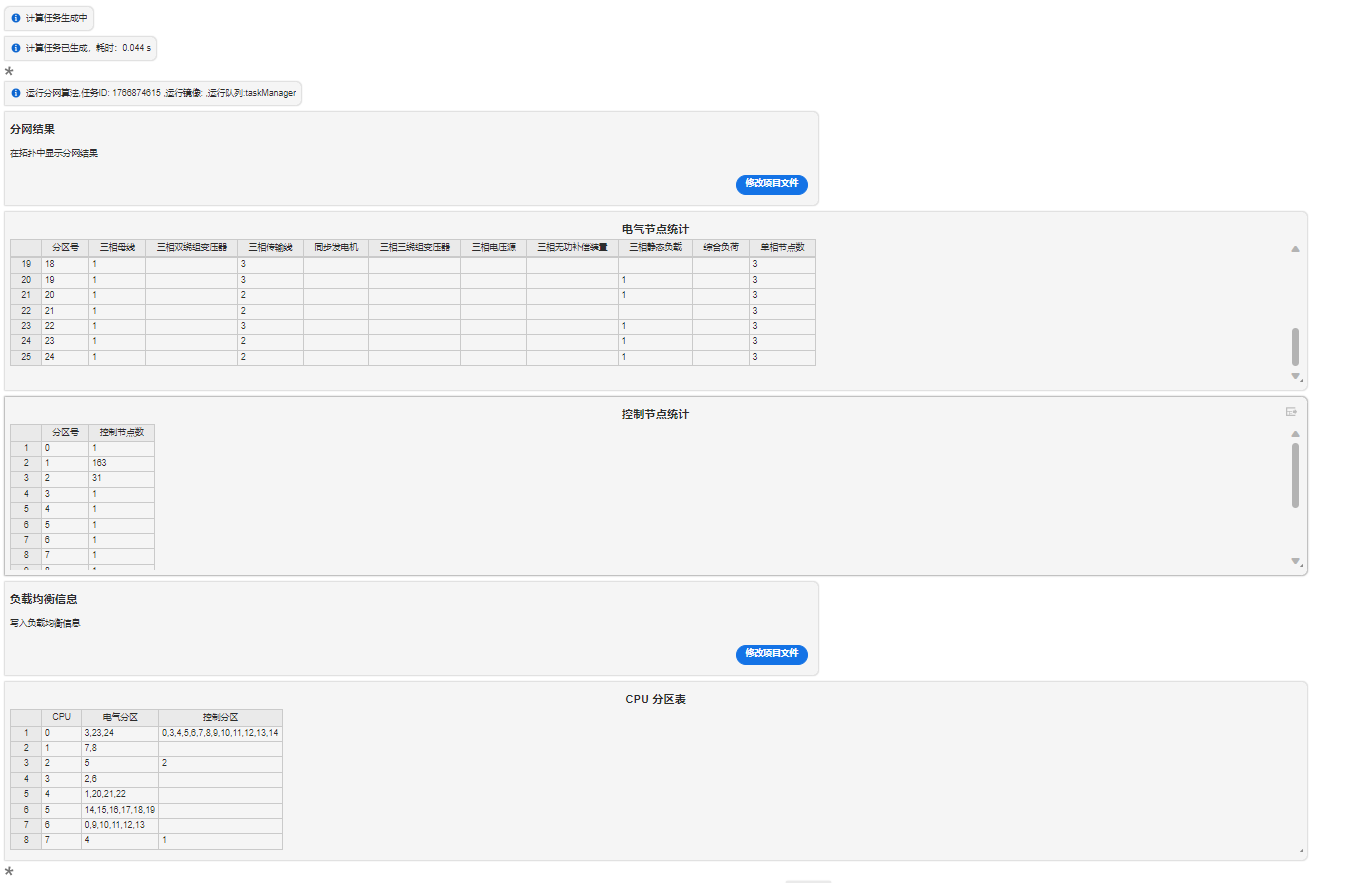 计算任务生成中
计算任务已生成，耗时：0.044 s
*
运行分网算法,任务ID: 1766874615 ,运行镜像: ,运行队列:taskManager
分网结果
在拓扑中显示分网结果
修改项目文件
电气节点统计
分区号 三相母线 三相双绕组变压器 三相传输线 同步发电机 三相三绕组变压器 三相电压源 三相无功补偿装置 三相静态负载 综合负荷 单相节点数
19 18 1 3 3
20 19 1 3 1 3
21 20 1 2 1 3
22 21 1 2 3
23 22 1 3 1 3
24 23 1 2 1 3
25 24 1 2 1 3
控制节点统计
分区号 控制节点数
1 0 1
2 1 163
3 2 31
4 3 1
5 4 1
6 5 1
7 6 1
8 7 1
负载均衡信息
写入负载均衡信息
修改项目文件
CPU 分区表
CPU 电气分区 控制分区
1 0 3,23,24 0,3,4,5,6,7,8,9,10,11,12,13,14
2 1 7,8
3 2 5 2
4 3 2,6
5 4 1,20,21,22
6 5 14,15,16,17,18,19
7 6 0,9,10,11,12,13
8 7 4 1
*